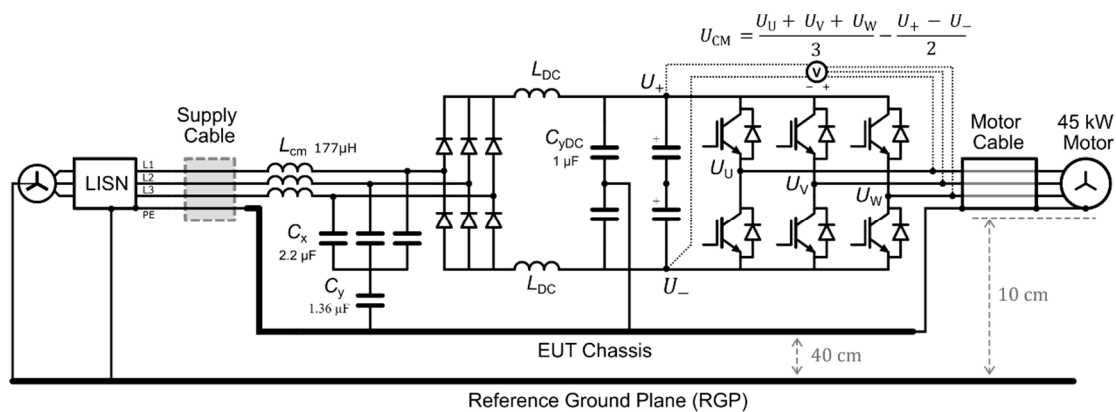 U_CM = (U_U + U_V + U_W)/3 − (U_+ − U_−)/2
V
− +
L_DC
U_+
Supply
Cable
L_cm 177µH
C_yDC
1 µF
Motor
Cable
45 kW
Motor
LISN
L1
L2
L3
PE
U_U
U_V
U_W
+
+
C_x
2.2 µF
L_DC
U_−
C_y
1.36 µF
10 cm
EUT Chassis
40 cm
Reference Ground Plane (RGP)